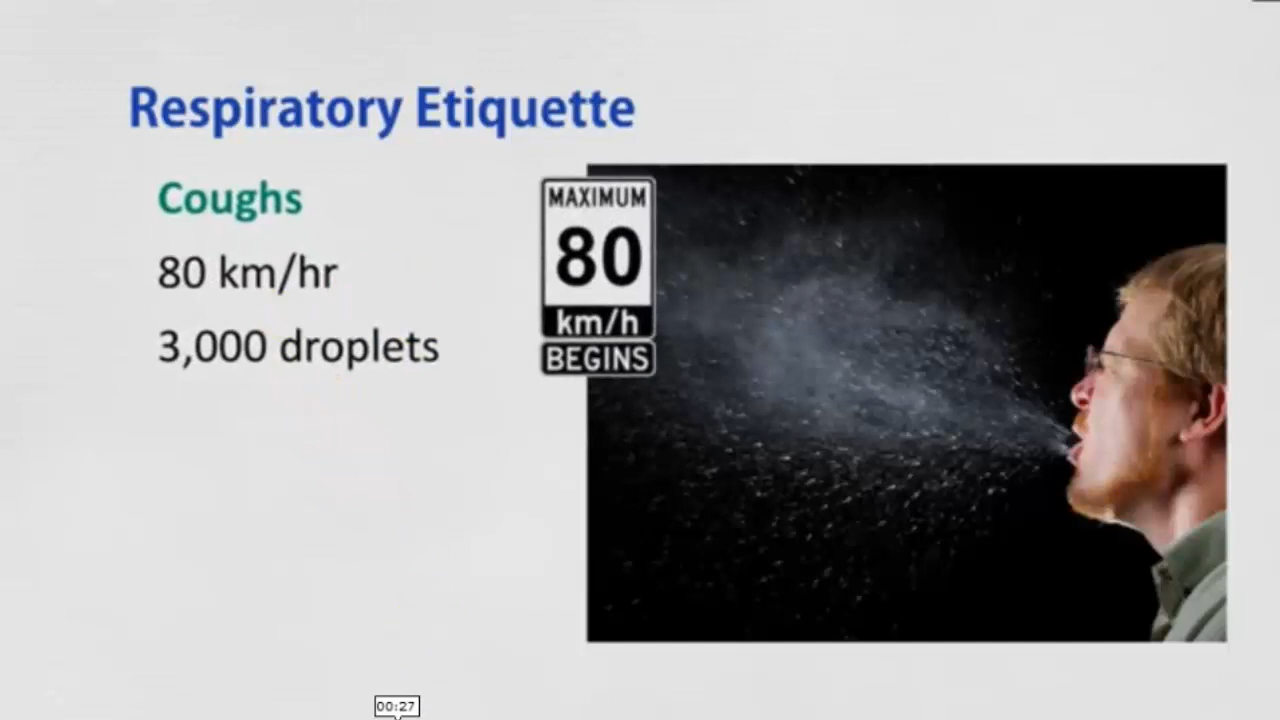 Respiratory Etiquette
Coughs
80 km/hr
3,000 droplets
MAXIMUM
80
km/h
BEGINS
00:27